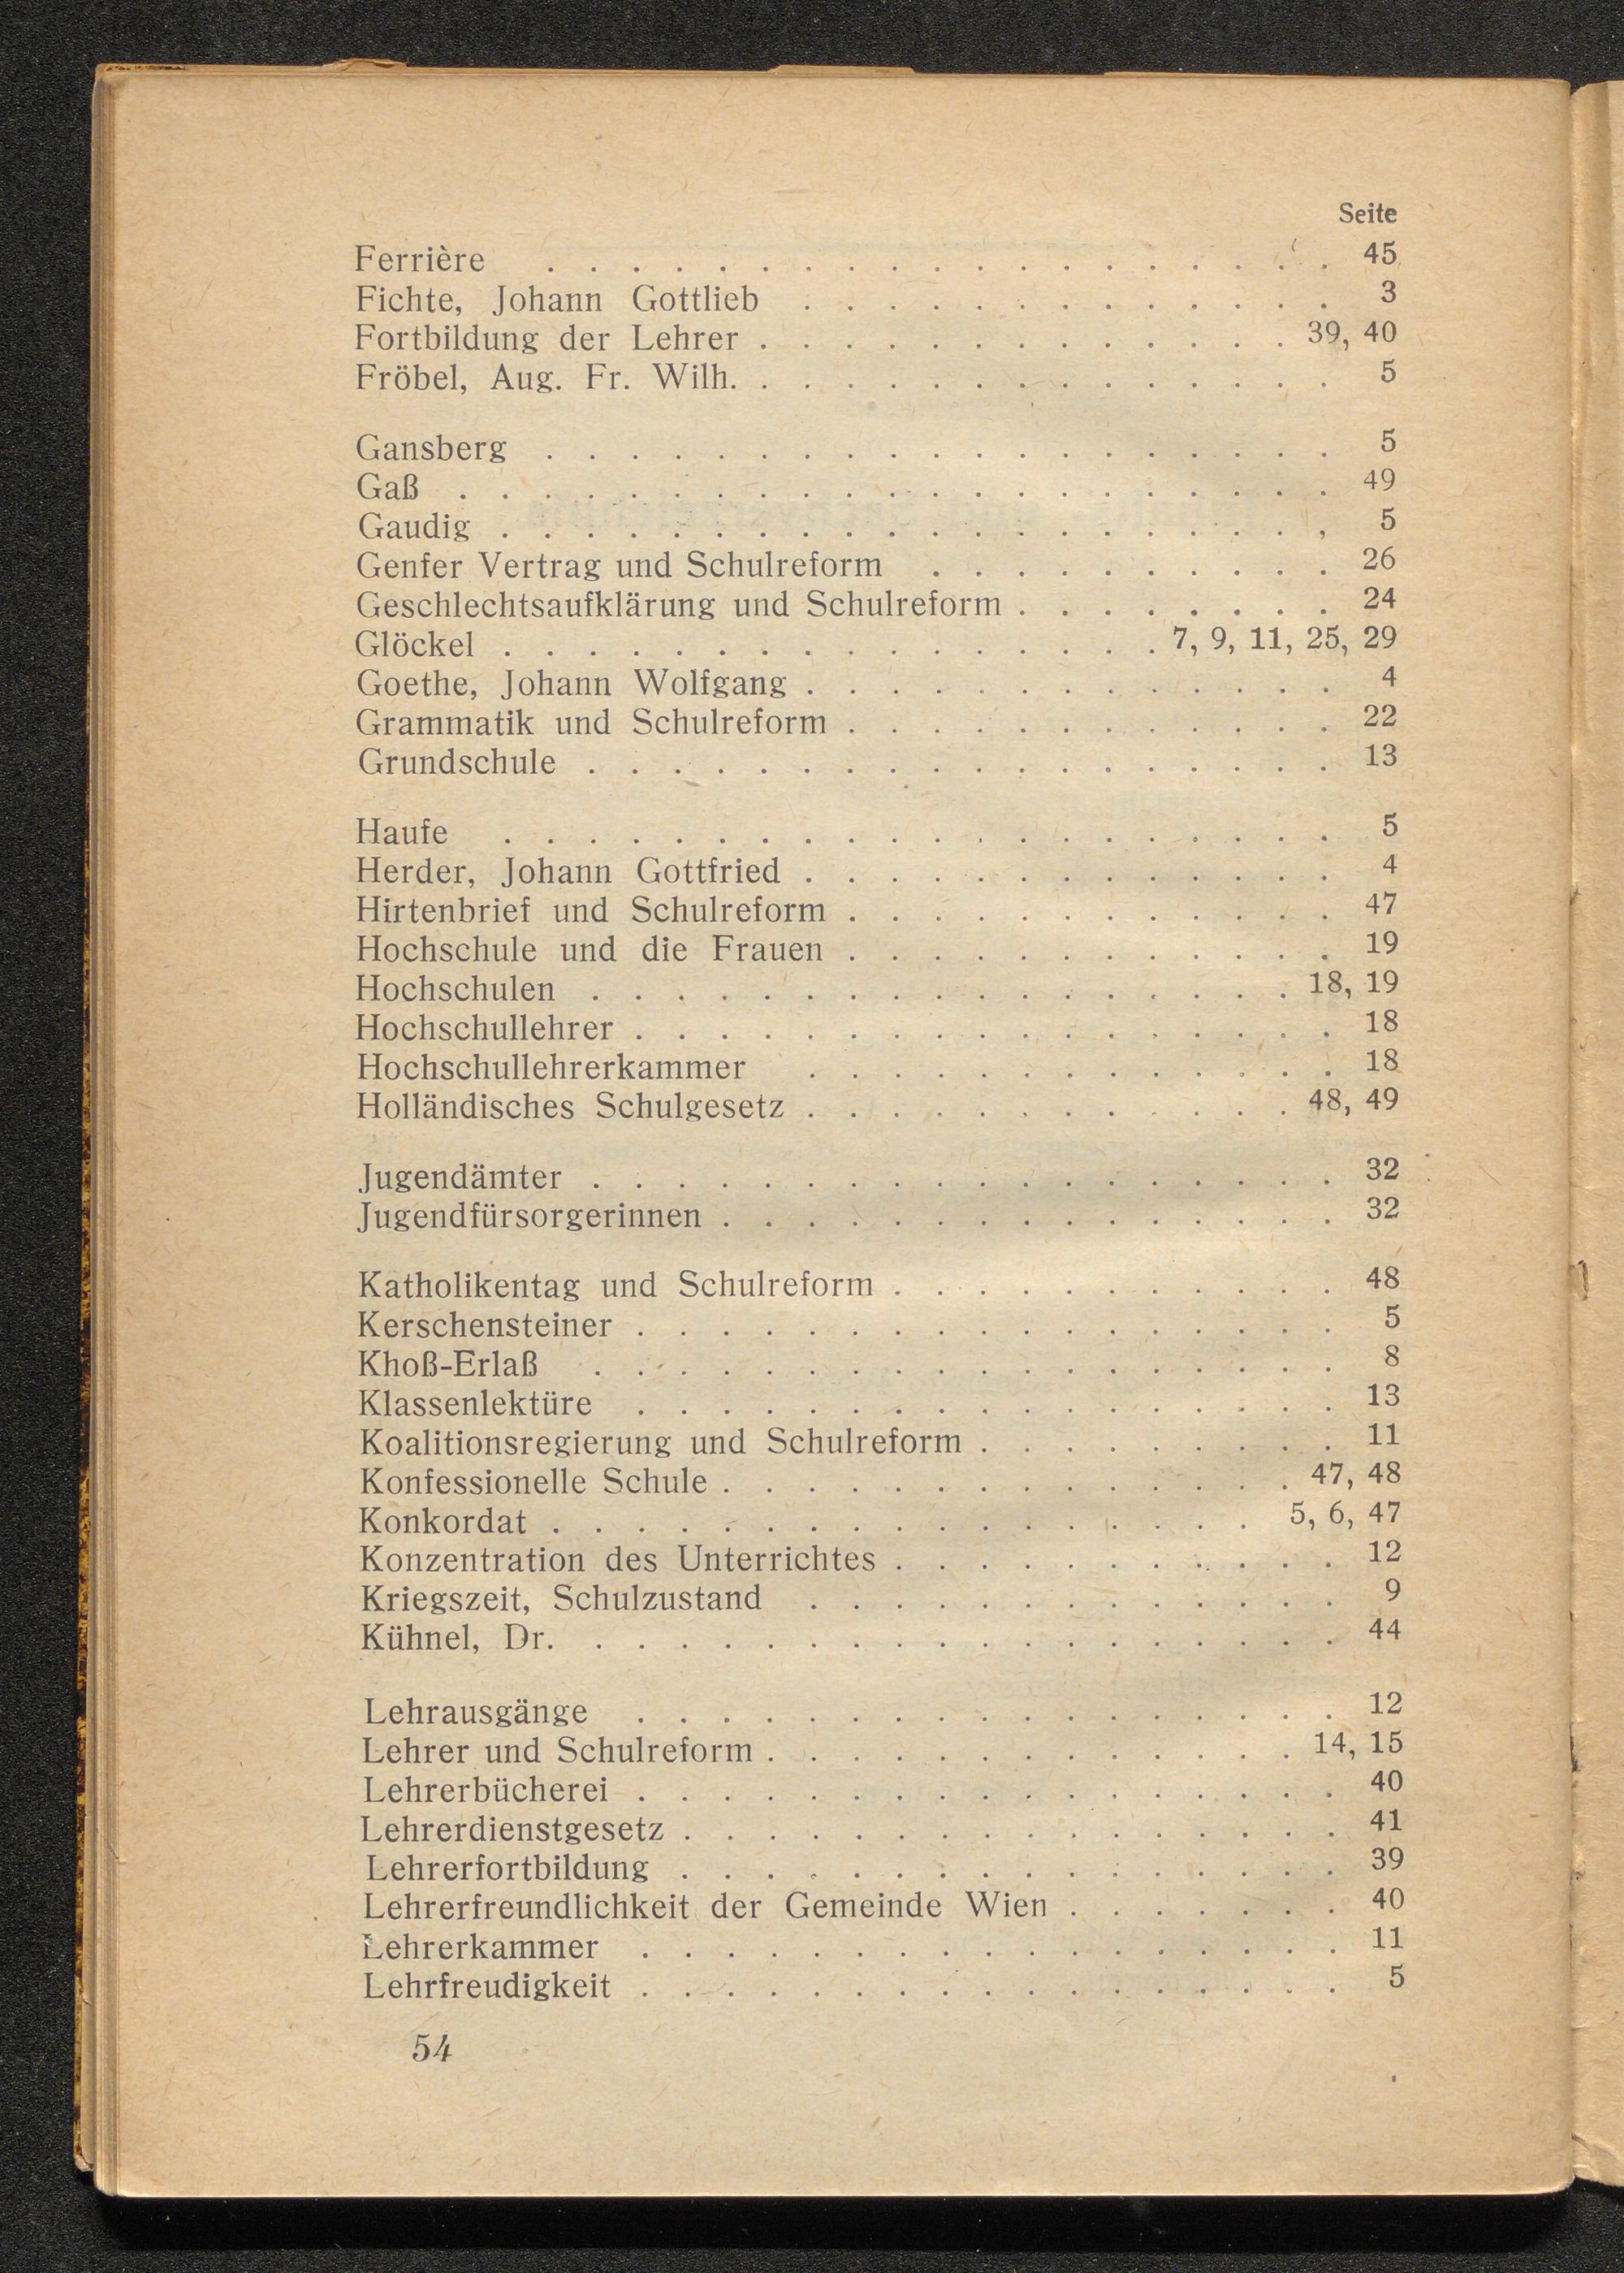 Seite
Ferrière . . . . . . . . . . . . . . . . . . . 45
Fichte, Johann Gottlieb . . . . . . . . . . . . . 3
Fortbildung der Lehrer . . . . . . . . . . . . . 39, 40
Fröbel, Aug. Fr. Wilh. . . . . . . . . . . . . . . 5
Gansberg . . . . . . . . . . . . . . . . . . . 5
Gaß . . . . . . . . . . . . . . . . . . . . . 49
Gaudig . . . . . . . . . . . . . . . . . . . , 5
Genfer Vertrag und Schulreform . . . . . . . . . . 26
Geschlechtsaufklärung und Schulreform . . . . . . . . 24
Glöckel . . . . . . . . . . . . . . . . 7, 9, 11, 25, 29
Goethe, Johann Wolfgang . . . . . . . . . . . . . 4
Grammatik und Schulreform . . . . . . . . . . . . 22
Grundschule . . . . . . . . . . . . . . . . . . 13
Haufe . . . . . . . . . . . . . . . . . . . . 5
Herder, Johann Gottfried . . . . . . . . . . . . . 4
Hirtenbrief und Schulreform . . . . . . . . . . . . 47
Hochschule und die Frauen . . . . . . . . . . . . 19
Hochschulen . . . . . . . . . . . . . . . . . 18, 19
Hochschullehrer . . . . . . . . . . . . . . . . . 18
Hochschullehrerkammer . . . . . . . . . . . . . 18
Holländisches Schulgesetz . . . . . . . . . . . . 48, 49
Jugendämter . . . . . . . . . . . . . . . . . . 32
Jugendfürsorgerinnen . . . . . . . . . . . . . . . 32
Katholikentag und Schulreform . . . . . . . . . . . 48
Kerschensteiner . . . . . . . . . . . . . . . . . 5
Khoß-Erlaß . . . . . . . . . . . . . . . . . . 8
Klassenlektüre . . . . . . . . . . . . . . . . . 13
Koalitionsregierung und Schulreform . . . . . . . . . 11
Konfessionelle Schule . . . . . . . . . . . . . . 47, 48
Konkordat . . . . . . . . . . . . . . . . . 5, 6, 47
Konzentration des Unterrichtes . . . . . . . . . . . 12
Kriegszeit, Schulzustand . . . . . . . . . . . . . 9
Kühnel, Dr. . . . . . . . . . . . . . . . . . . 44
Lehrausgänge . . . . . . . . . . . . . . . . . 12
Lehrer und Schulreform . . . . . . . . . . . . . 14, 15
Lehrerbücherei . . . . . . . . . . . . . . . . . 40
Lehrerdienstgesetz . . . . . . . . . . . . . . . . 41
Lehrerfortbildung . . . . . . . . . . . . . . . . 39
Lehrerfreundlichkeit der Gemeinde Wien . . . . . . . 40
Lehrerkammer . . . . . . . . . . . . . . . . . 11
Lehrfreudigkeit . . . . . . . . . . . . . . . . . 5
54